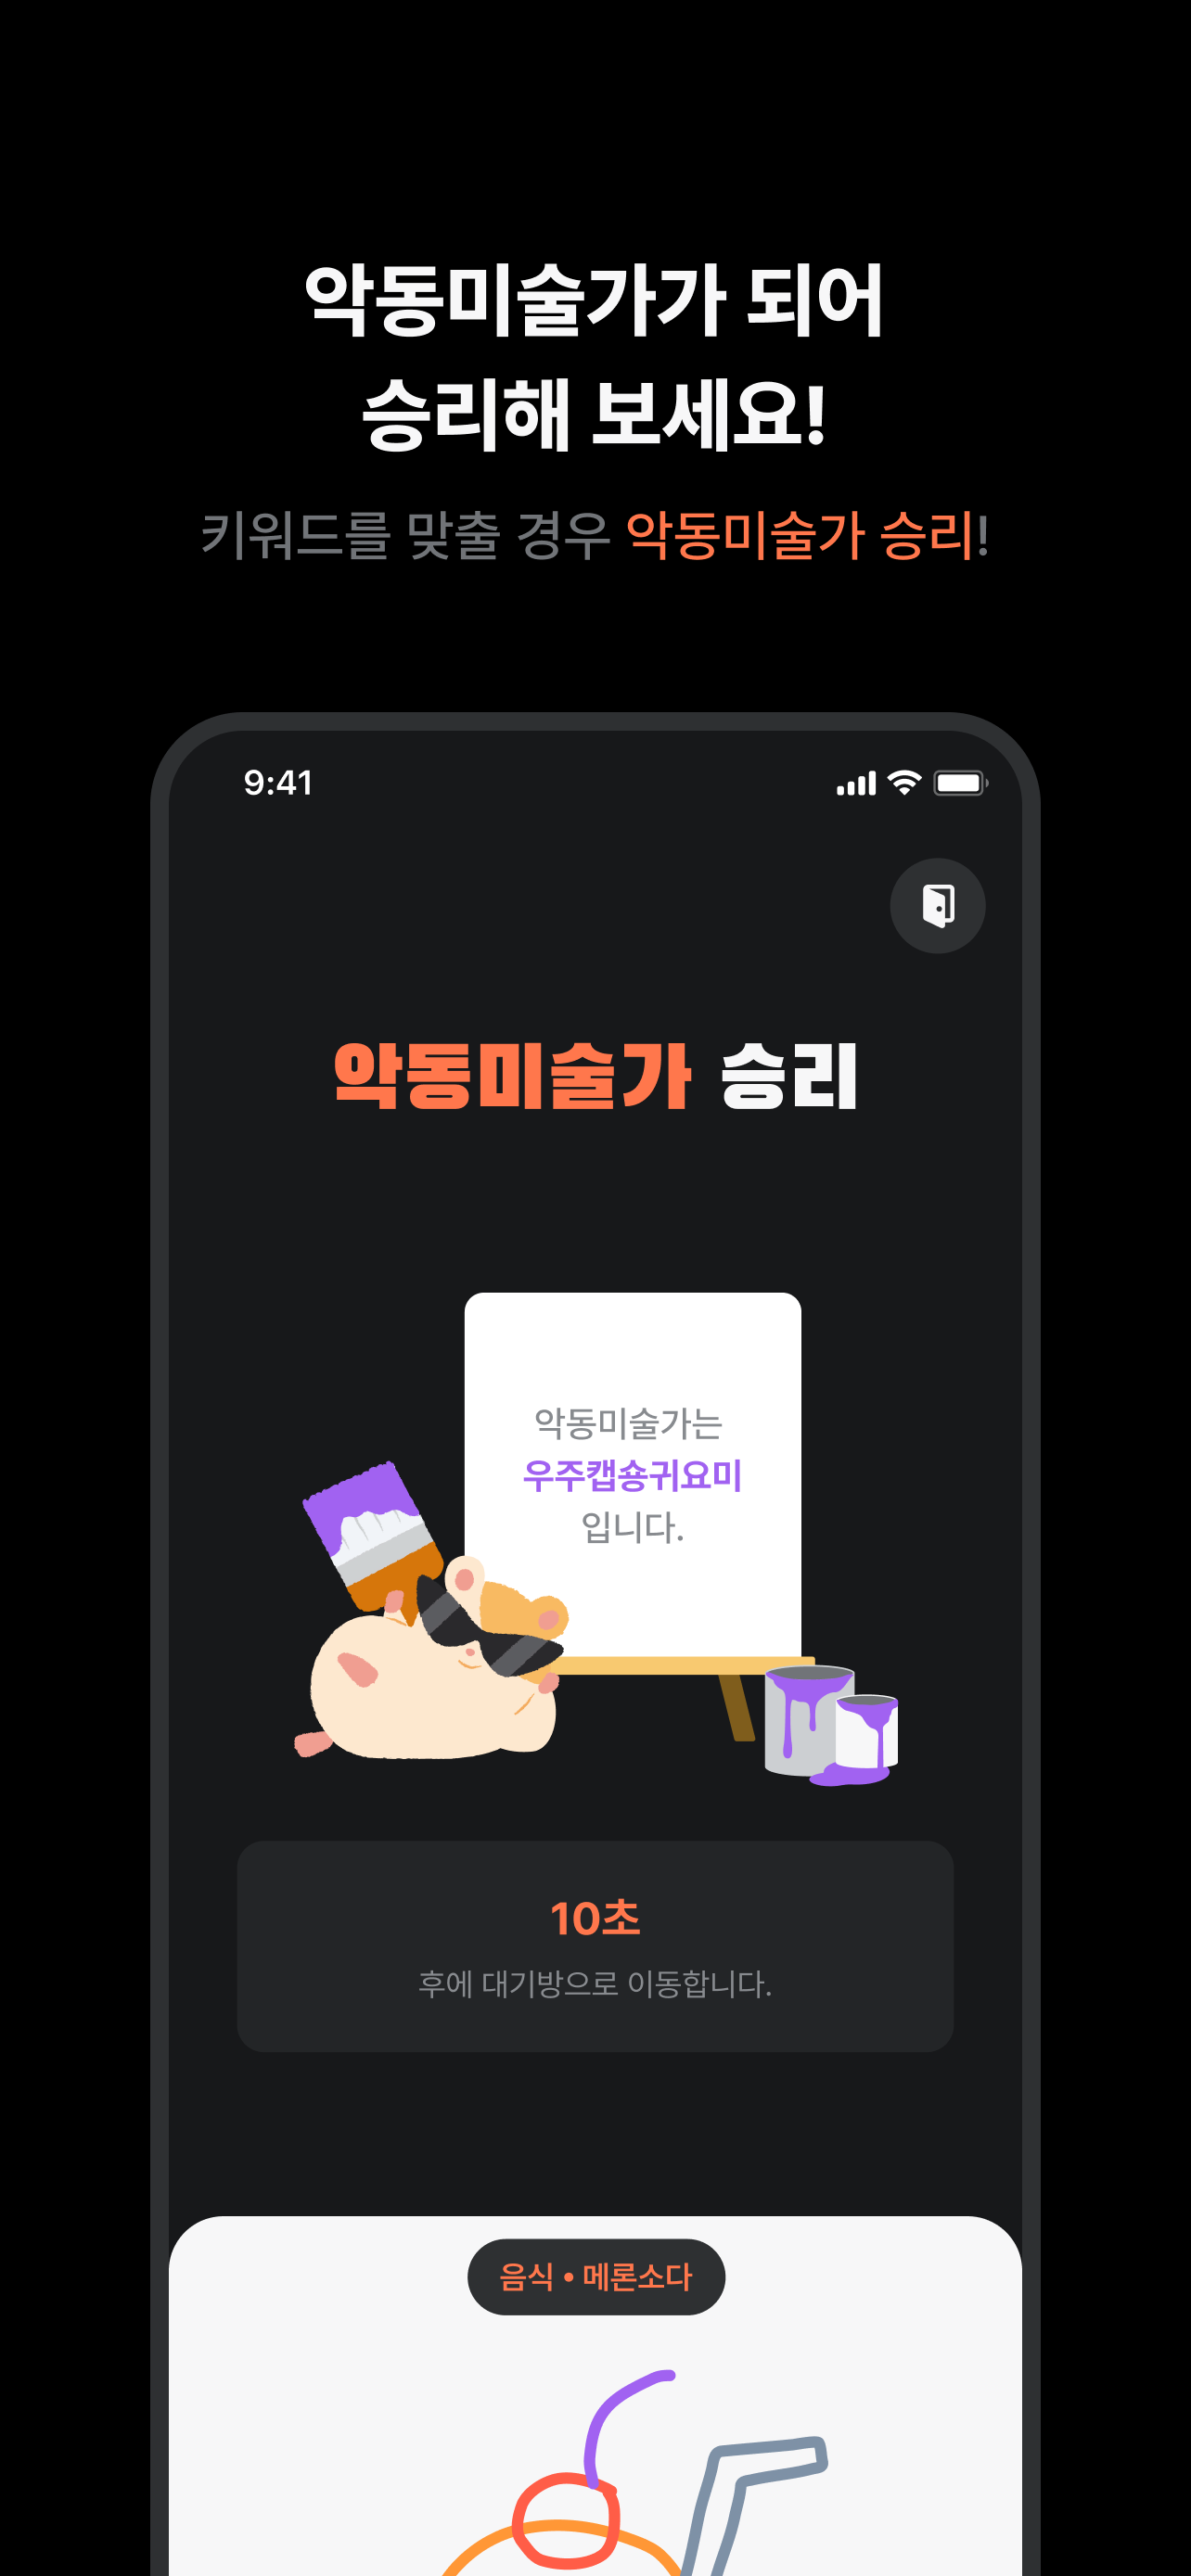 악동미술가가 되어
승리해 보세요!
키워드를 맞출 경우 악동미술가 승리!
9:41
악동미술가 승리
악동미술가는
우주캡숑귀요미
입니다.
10초
후에 대기방으로 이동합니다.
음식 • 메론소다